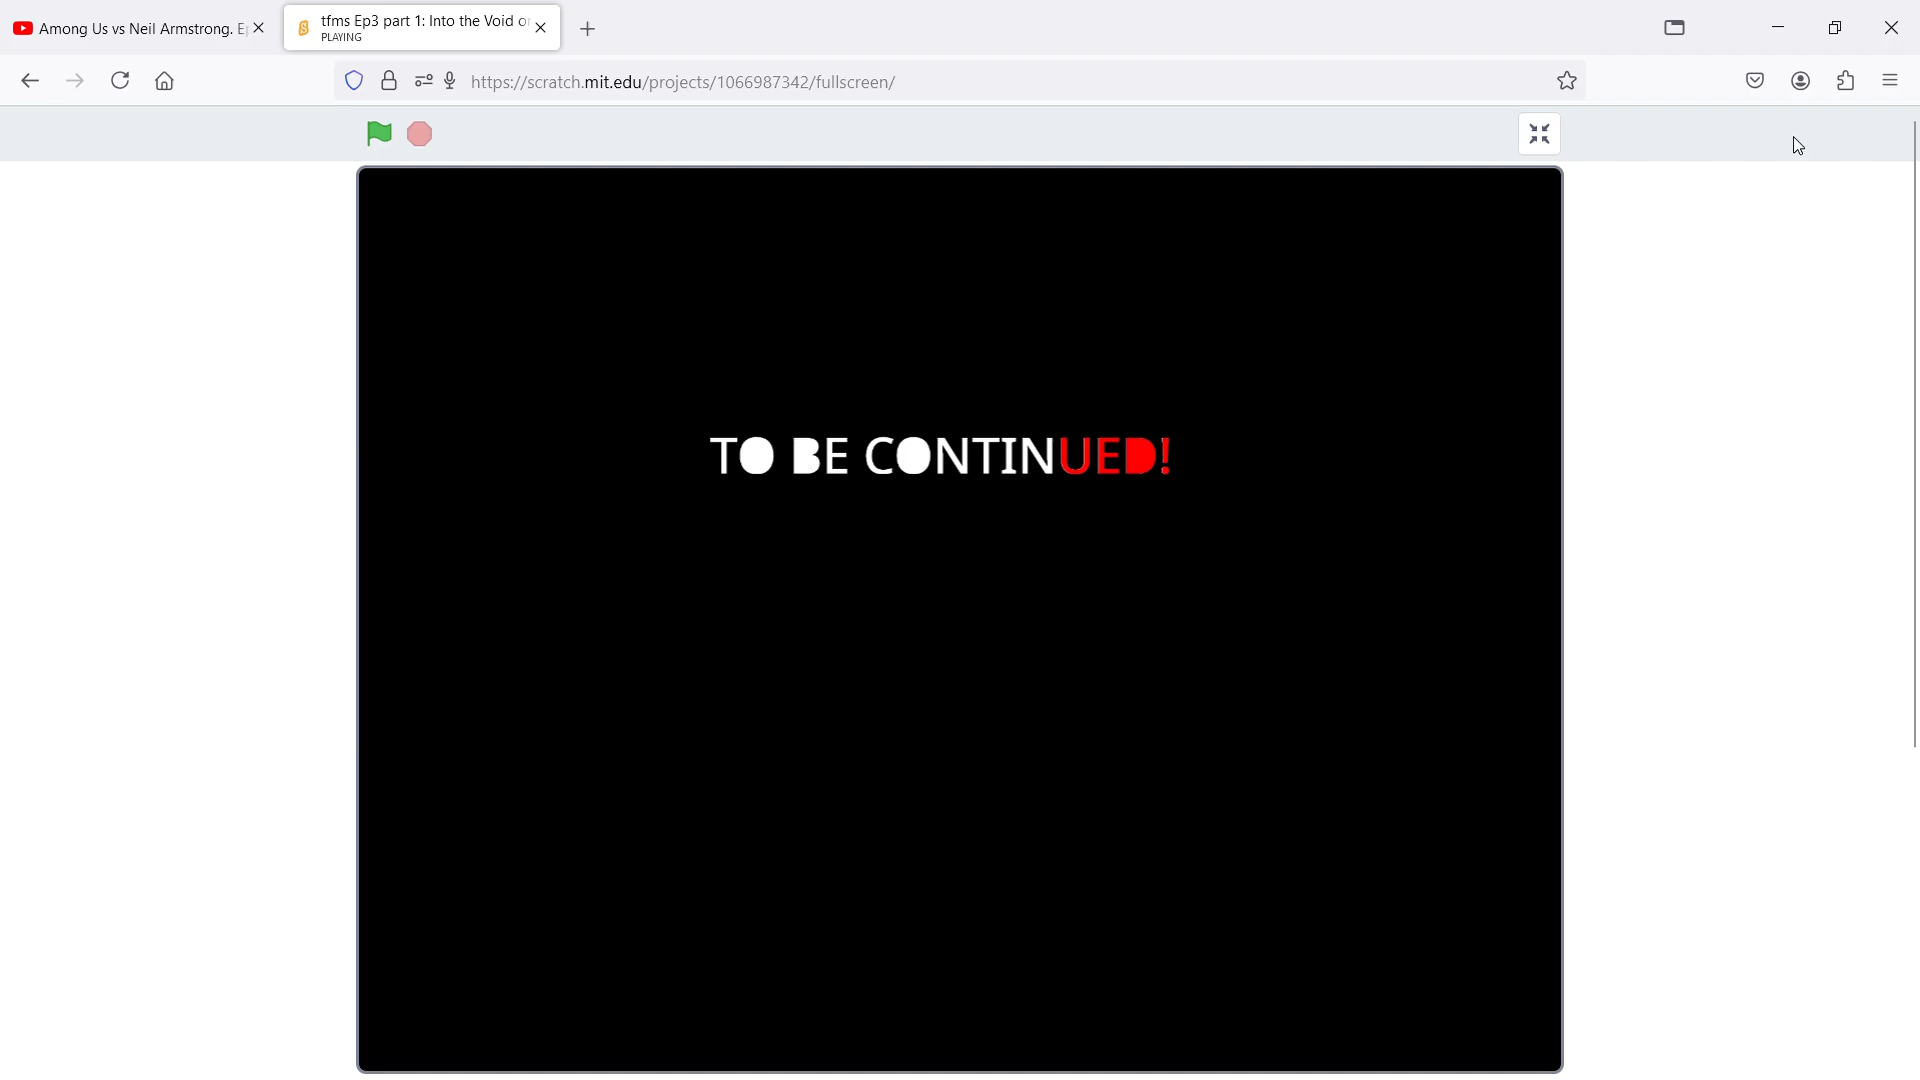 Among Us vs Neil Armstrong.
tfms Ep3 part 1: Into the Void
PLAYING
https://scratch.mit.edu/projects/1066987342/fullscreen/
TO BE CONTINUED!